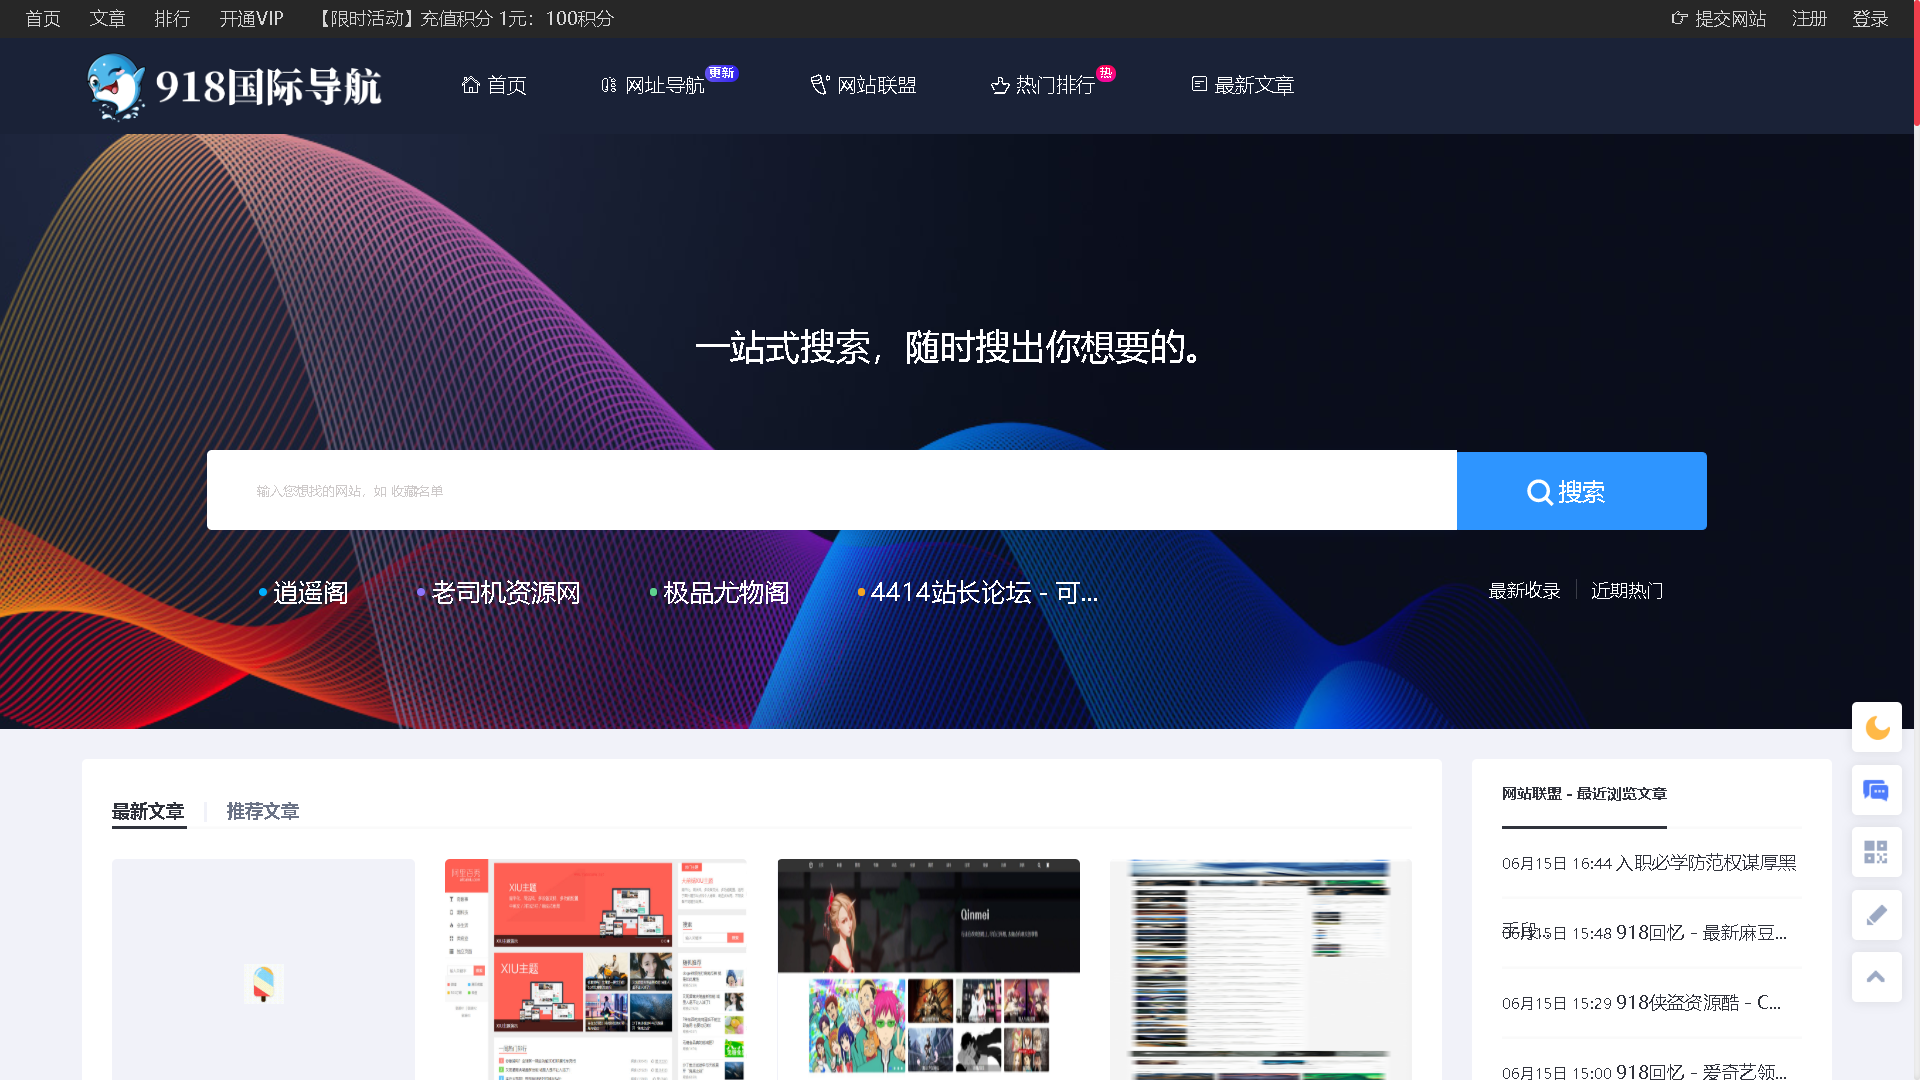 首页 文章 排行 开通VIP 【限时活动】充值积分 1元：100积分 提交网站 注册 登录
918国际导航 首页 网址导航 更新 网站联盟 热门排行 热 最新文章
一站式搜索，随时搜出你想要的。
输入您想找的网站，如 收藏名单 搜索
逍遥阁 老司机资源网 极品尤物阁 4414站长论坛 - 可... 最新收录 近期热门
最新文章 推荐文章
XIU主题
XIU主题
Qinmei
网站联盟 - 最近浏览文章
06月15日 16:44 入职必学防范权谋厚黑
手段
06月15日 15:48 918回忆 - 最新麻豆...
06月15日 15:29 918侠盗资源酷 - C...
06月15日 15:00 918回忆 - 爱奇艺领...